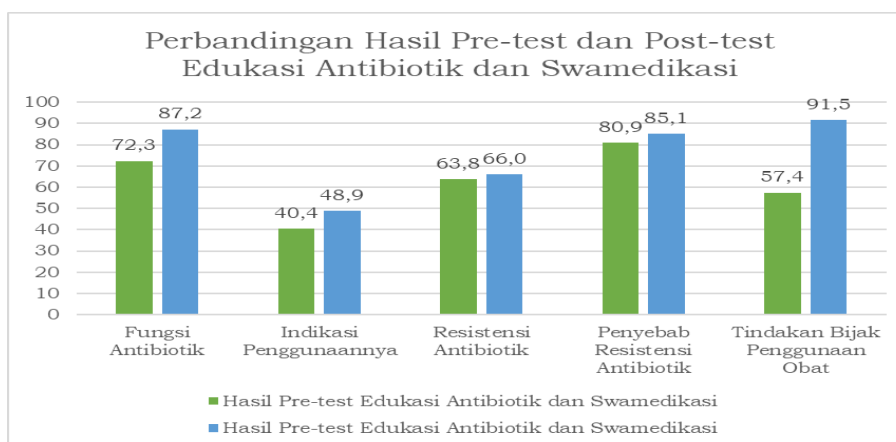 Perbandingan Hasil Pre-test dan Post-test
Edukasi Antibiotik dan Swamedikasi
100
90
80
70
60
50
40
30
20
10
0
72,3
87,2
40,4
48,9
63,8
66,0
80,9
85,1
57,4
91,5
Fungsi
Antibiotik
Indikasi
Penggunaannya
Resistensi
Antibiotik
Penyebab
Resistensi
Antibiotik
Tindakan Bijak
Penggunaan
Obat
Hasil Pre-test Edukasi Antibiotik dan Swamedikasi
Hasil Pre-test Edukasi Antibiotik dan Swamedikasi